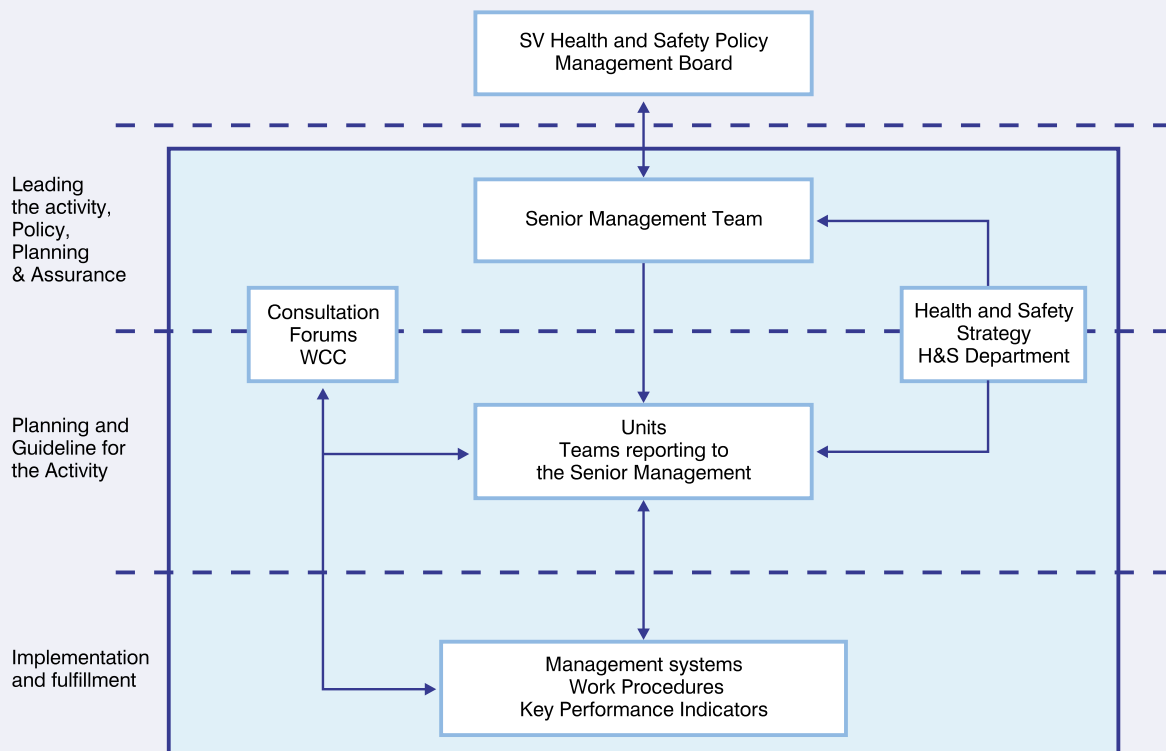 SV Health and Safety Policy
Management Board
Leading
the activity,
Policy,
Planning
& Assurance
Senior Management Team
Consultation
Forums
WCC
Health and Safety
Strategy
H&S Department
Planning and
Guideline for
the Activity
Units
Teams reporting to
the Senior Management
Implementation
and fulfillment
Management systems
Work Procedures
Key Performance Indicators